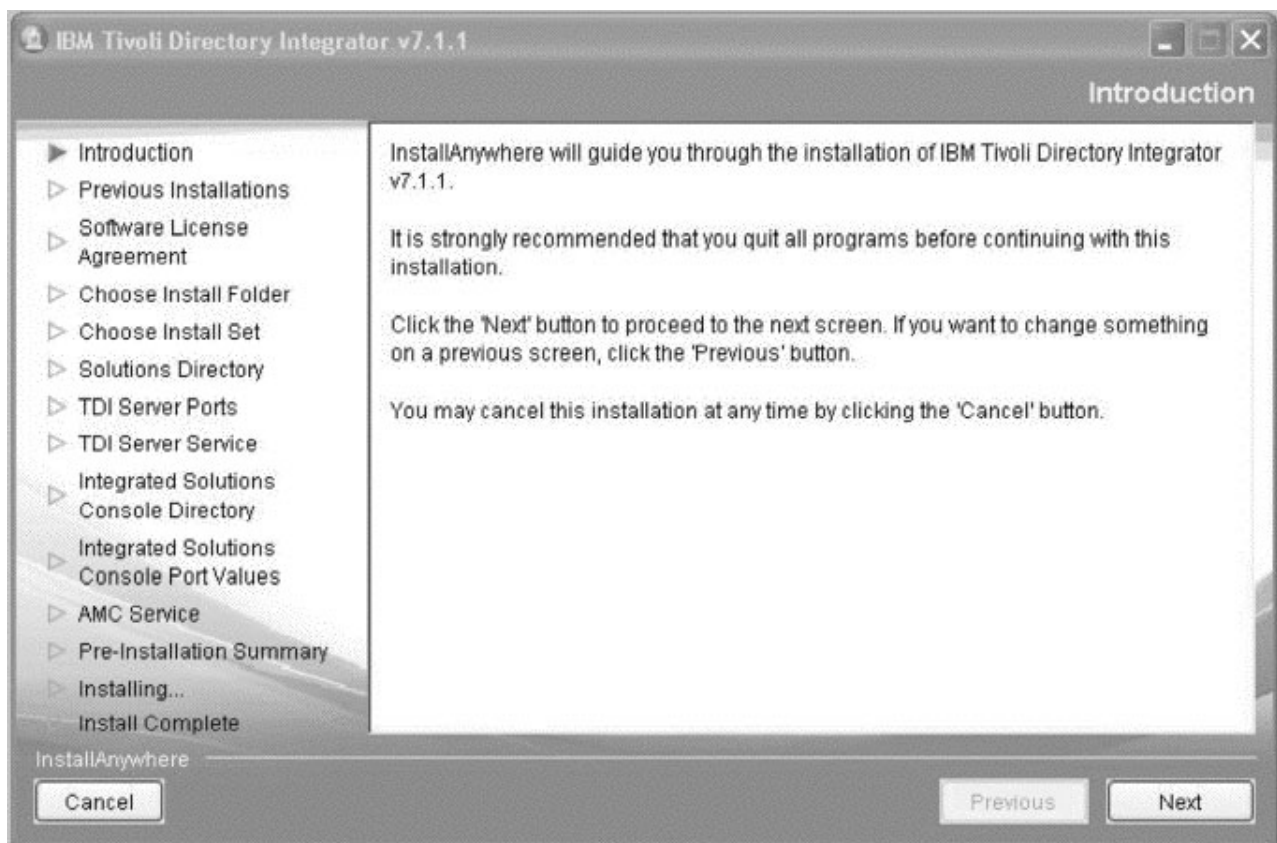 IBM Tivoli Directory Integrator v7.1.1
Introduction
Introduction
Previous Installations
Software License
Agreement
Choose Install Folder
Choose Install Set
Solutions Directory
TDI Server Ports
TDI Server Service
Integrated Solutions
Console Directory
Integrated Solutions
Console Port Values
AMC Service
Pre-Installation Summary
Installing...
Install Complete
InstallAnywhere will guide you through the installation of IBM Tivoli Directory Integrator
v7.1.1.
It is strongly recommended that you quit all programs before continuing with this
installation.
Click the 'Next' button to proceed to the next screen. If you want to change something
on a previous screen, click the 'Previous' button.
You may cancel this installation at any time by clicking the 'Cancel' button.
InstallAnywhere
Cancel
Previous
Next